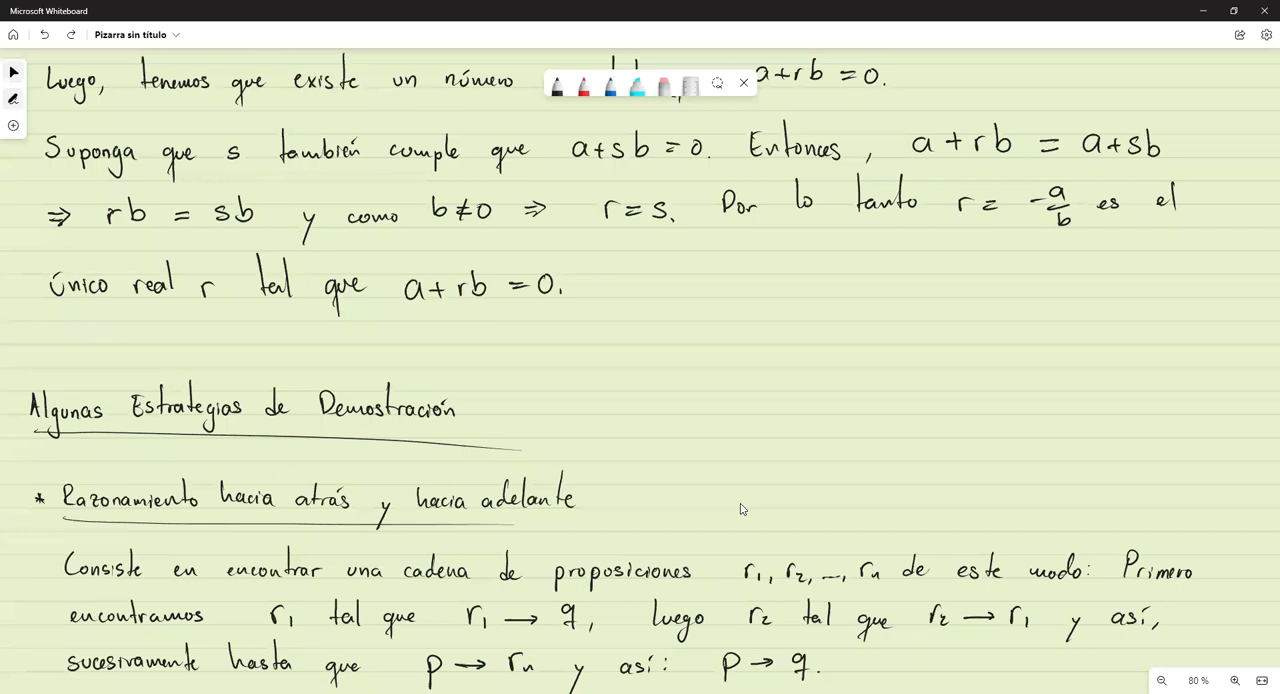 Microsoft Whiteboard
Pizarra sin título
Luego, tenemos que existe un número a+rb = 0.
Suponga que s también cumple que a+sb = 0. Entonces, a+rb = a+sb
⇒ rb = sb y como b≠0 ⇒ r=s. Por lo tanto r = -a/b es el
único real r tal que a+rb = 0.
Algunas Estrategias de Demostración
* Razonamiento hacia atrás y hacia adelante
Consiste en encontrar una cadena de proposiciones r₁, r₂, ..., rₙ de este modo: Primero
encontramos r₁ tal que r₁ → q, luego r₂ tal que r₂ → r₁ y así,
sucesivamente hasta que p → rₙ y así: p → q.
80 %